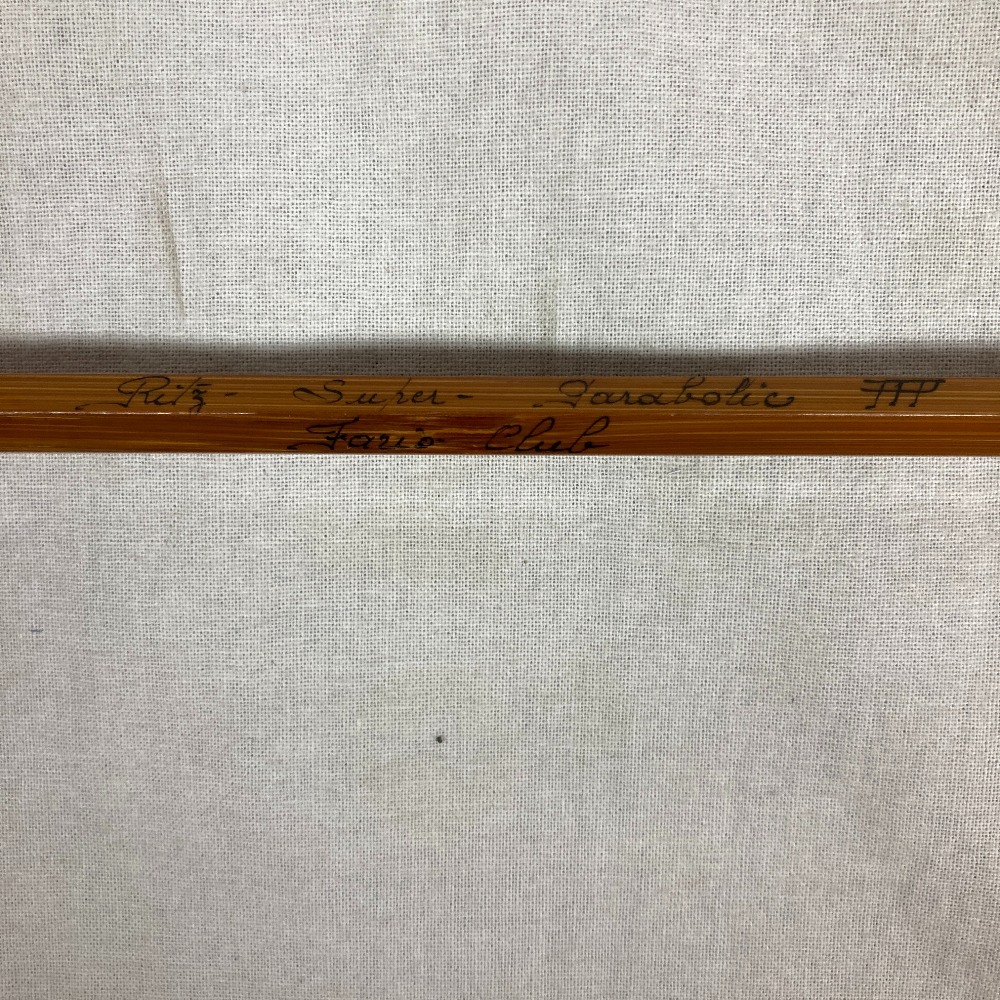 Ritz - Super - Parabolic PPP
Fario Club